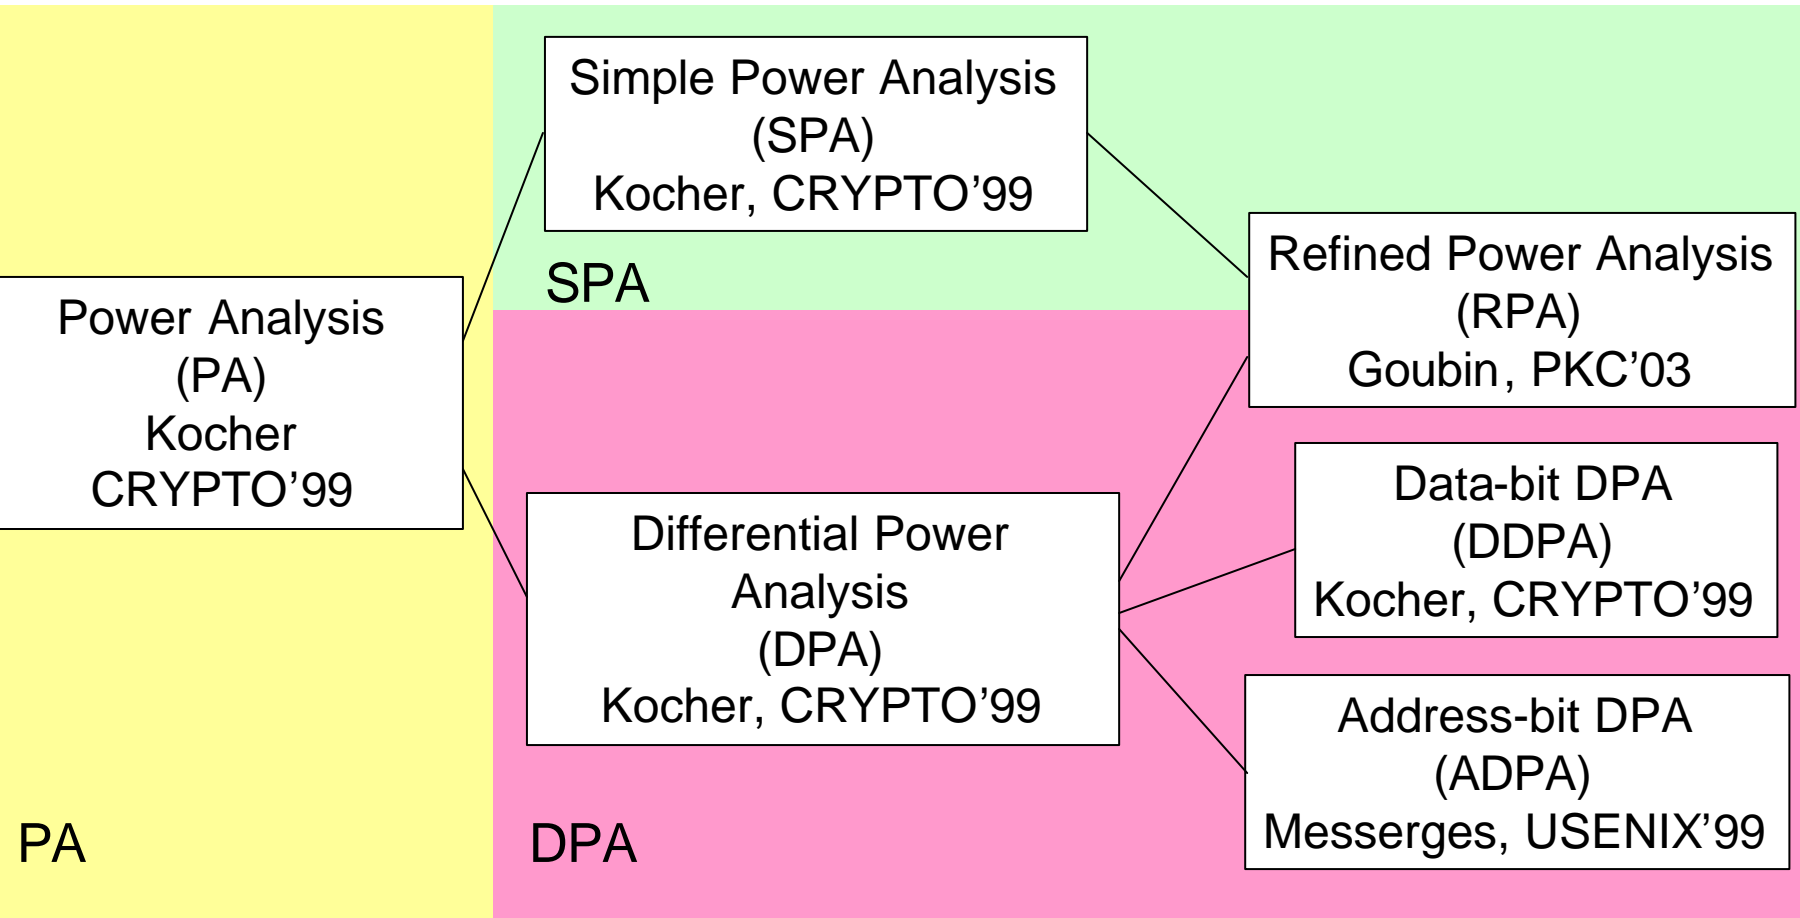 Simple Power Analysis
(SPA)
Kocher, CRYPTO’99
SPA
Refined Power Analysis
(RPA)
Goubin, PKC’03
Power Analysis
(PA)
Kocher
CRYPTO’99
Data-bit DPA
(DDPA)
Kocher, CRYPTO’99
Differential Power
Analysis
(DPA)
Kocher, CRYPTO’99
Address-bit DPA
(ADPA)
Messerges, USENIX’99
PA
DPA